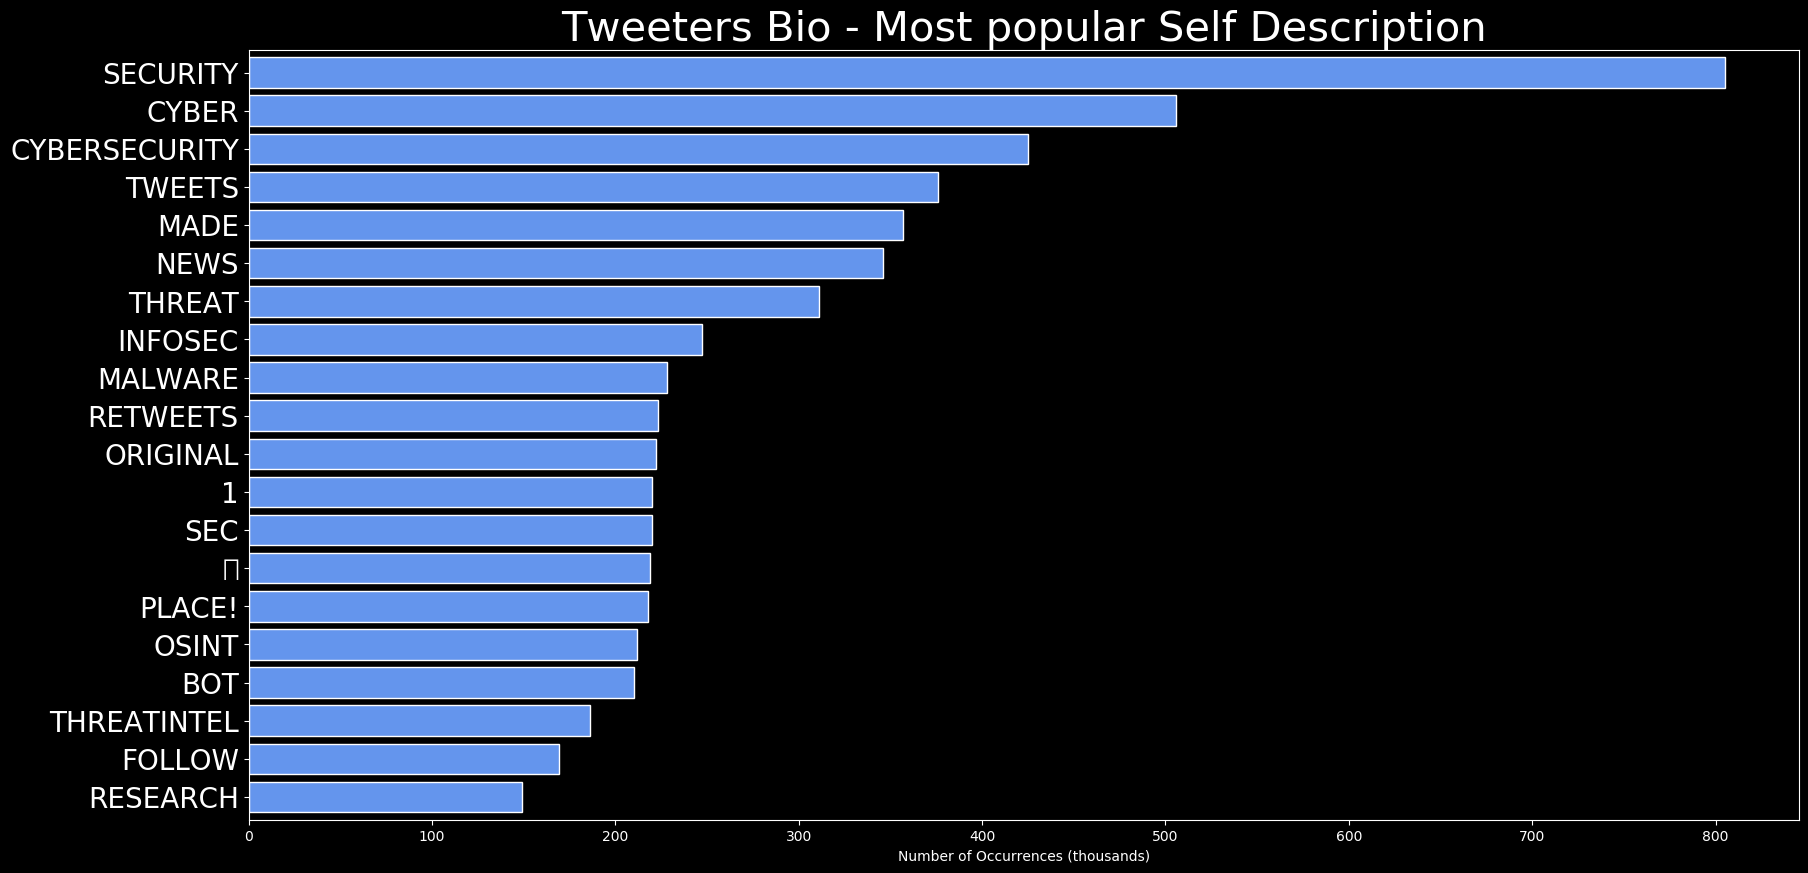 Tweeters Bio - Most popular Self Description
SECURITY
CYBER
CYBERSECURITY
TWEETS
MADE
NEWS
THREAT
INFOSEC
MALWARE
RETWEETS
ORIGINAL
1
SEC
PLACE!
OSINT
BOT
THREATINTEL
FOLLOW
RESEARCH
0 100 200 300 400 500 600 700 800
Number of Occurrences (thousands)